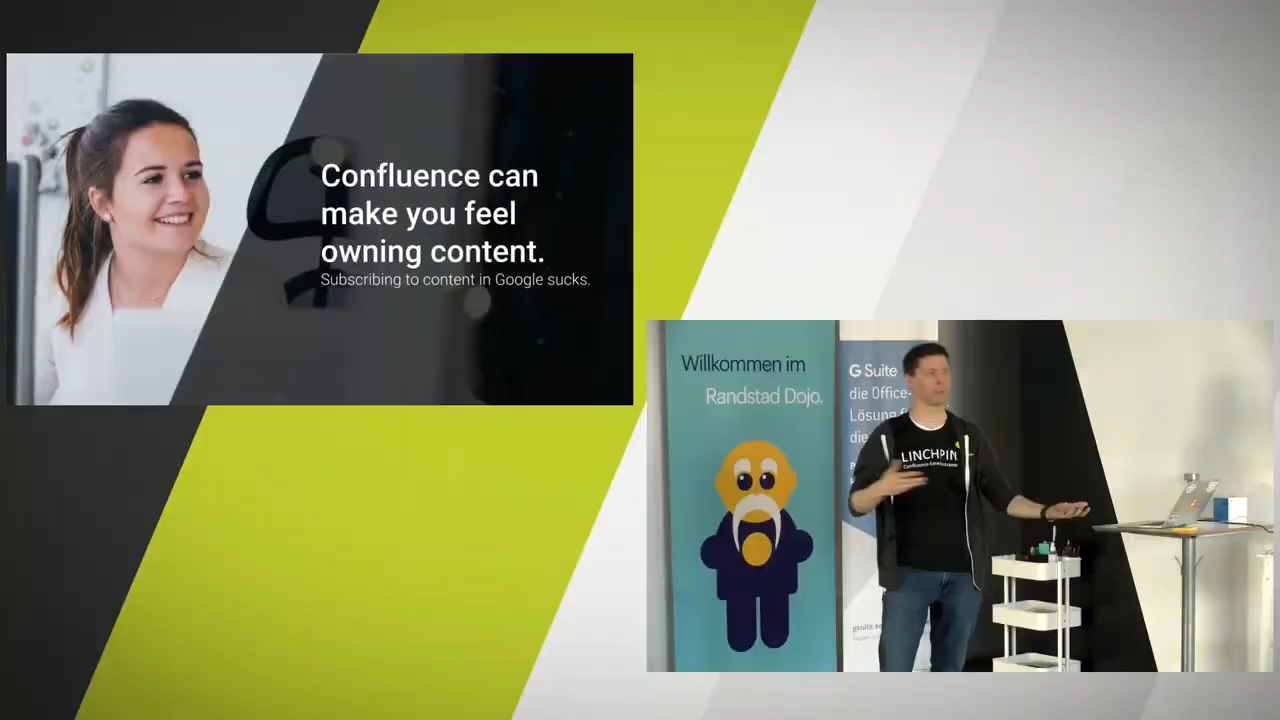 Confluence can
make you feel
owning content.
Subscribing to content in Google sucks.
Willkommen im
Randstad Dojo.
G Suite
die Office-
Lösung
die
LINCHPIN